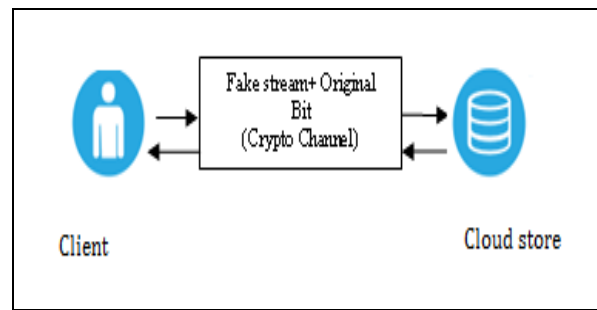 Fake stream+ Original
Bit
(Crypto Channel)
Client
Cloud store